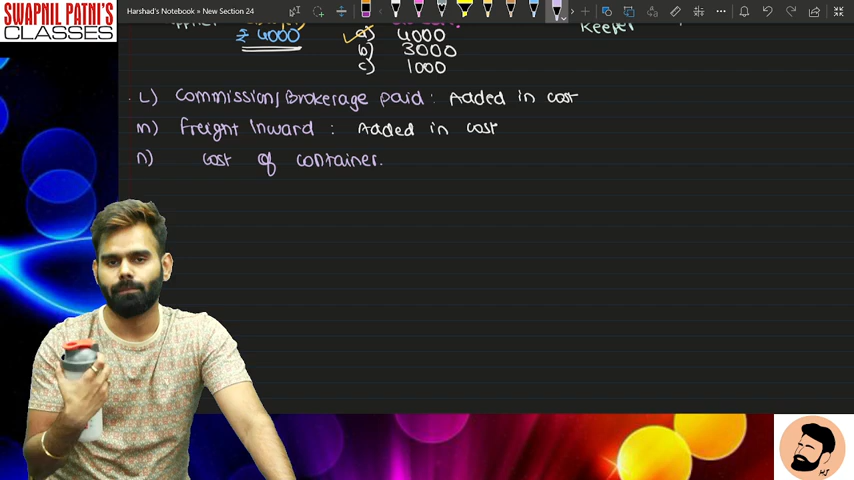 SWAPNIL PATNI'S
CLASSES
Harshad's Notebook » New Section 24
₹ 4000
a) 4000
b) 3000
Keeper
c) 1000
L) Commission/Brokerage paid : Added in cost
m) Freight Inward : Added in cost
n) cost of container.
HS